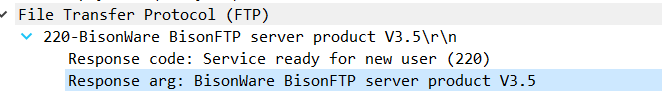 File Transfer Protocol (FTP)
220-BisonWare BisonFTP server product V3.5\r\n
Response code: Service ready for new user (220)
Response arg: BisonWare BisonFTP server product V3.5